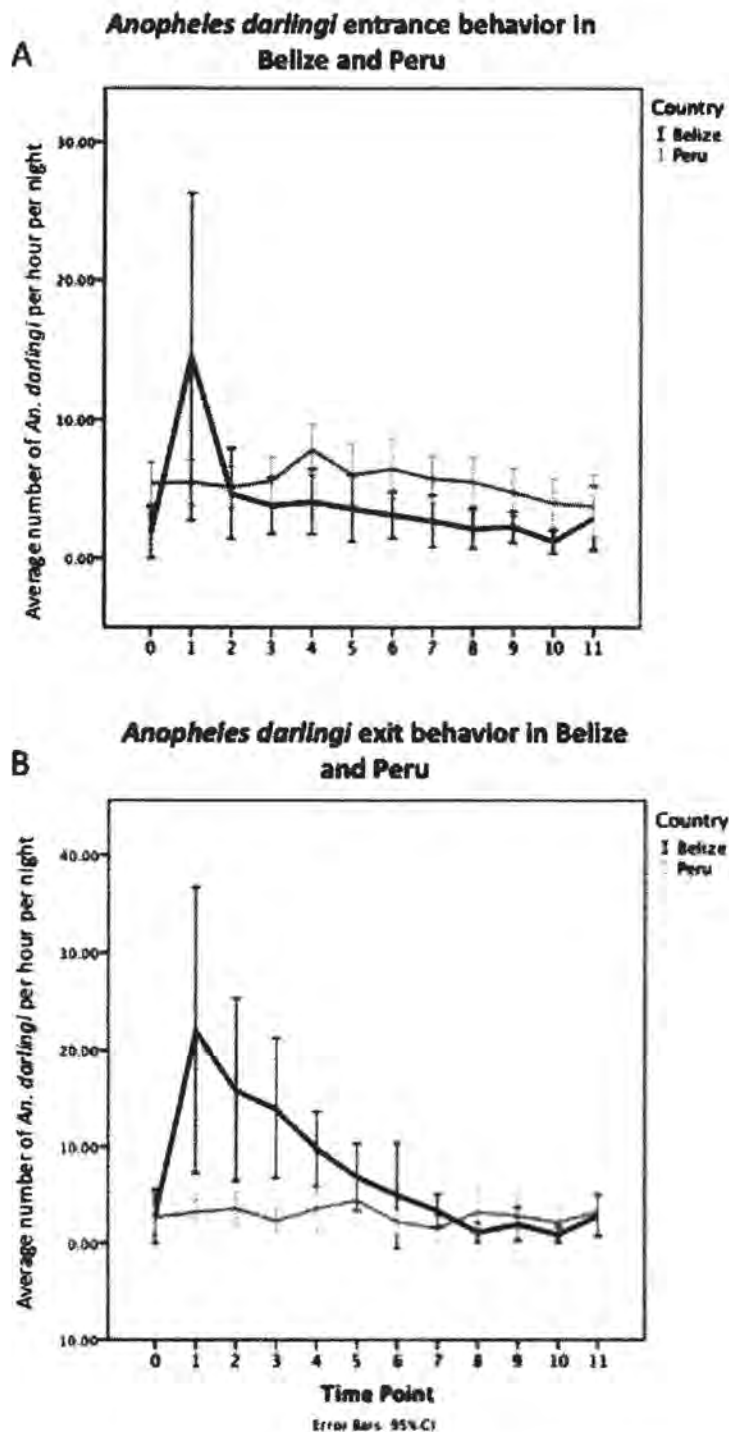 A
Anopheles darlingi entrance behavior in
Belize and Peru
Average number of An. darlingi per hour per night
30.00
20.00
10.00
0.00
0 1 2 3 4 5 6 7 8 9 10 11
Country
Belize
Peru
B
Anopheles darlingi exit behavior in Belize
and Peru
Average number of An. darlingi per hour per night
40.00
30.00
20.00
10.00
0.00
10.00
0 1 2 3 4 5 6 7 8 9 10 11
Time Point
Error Bars: 95% CI
Country
Belize
Peru